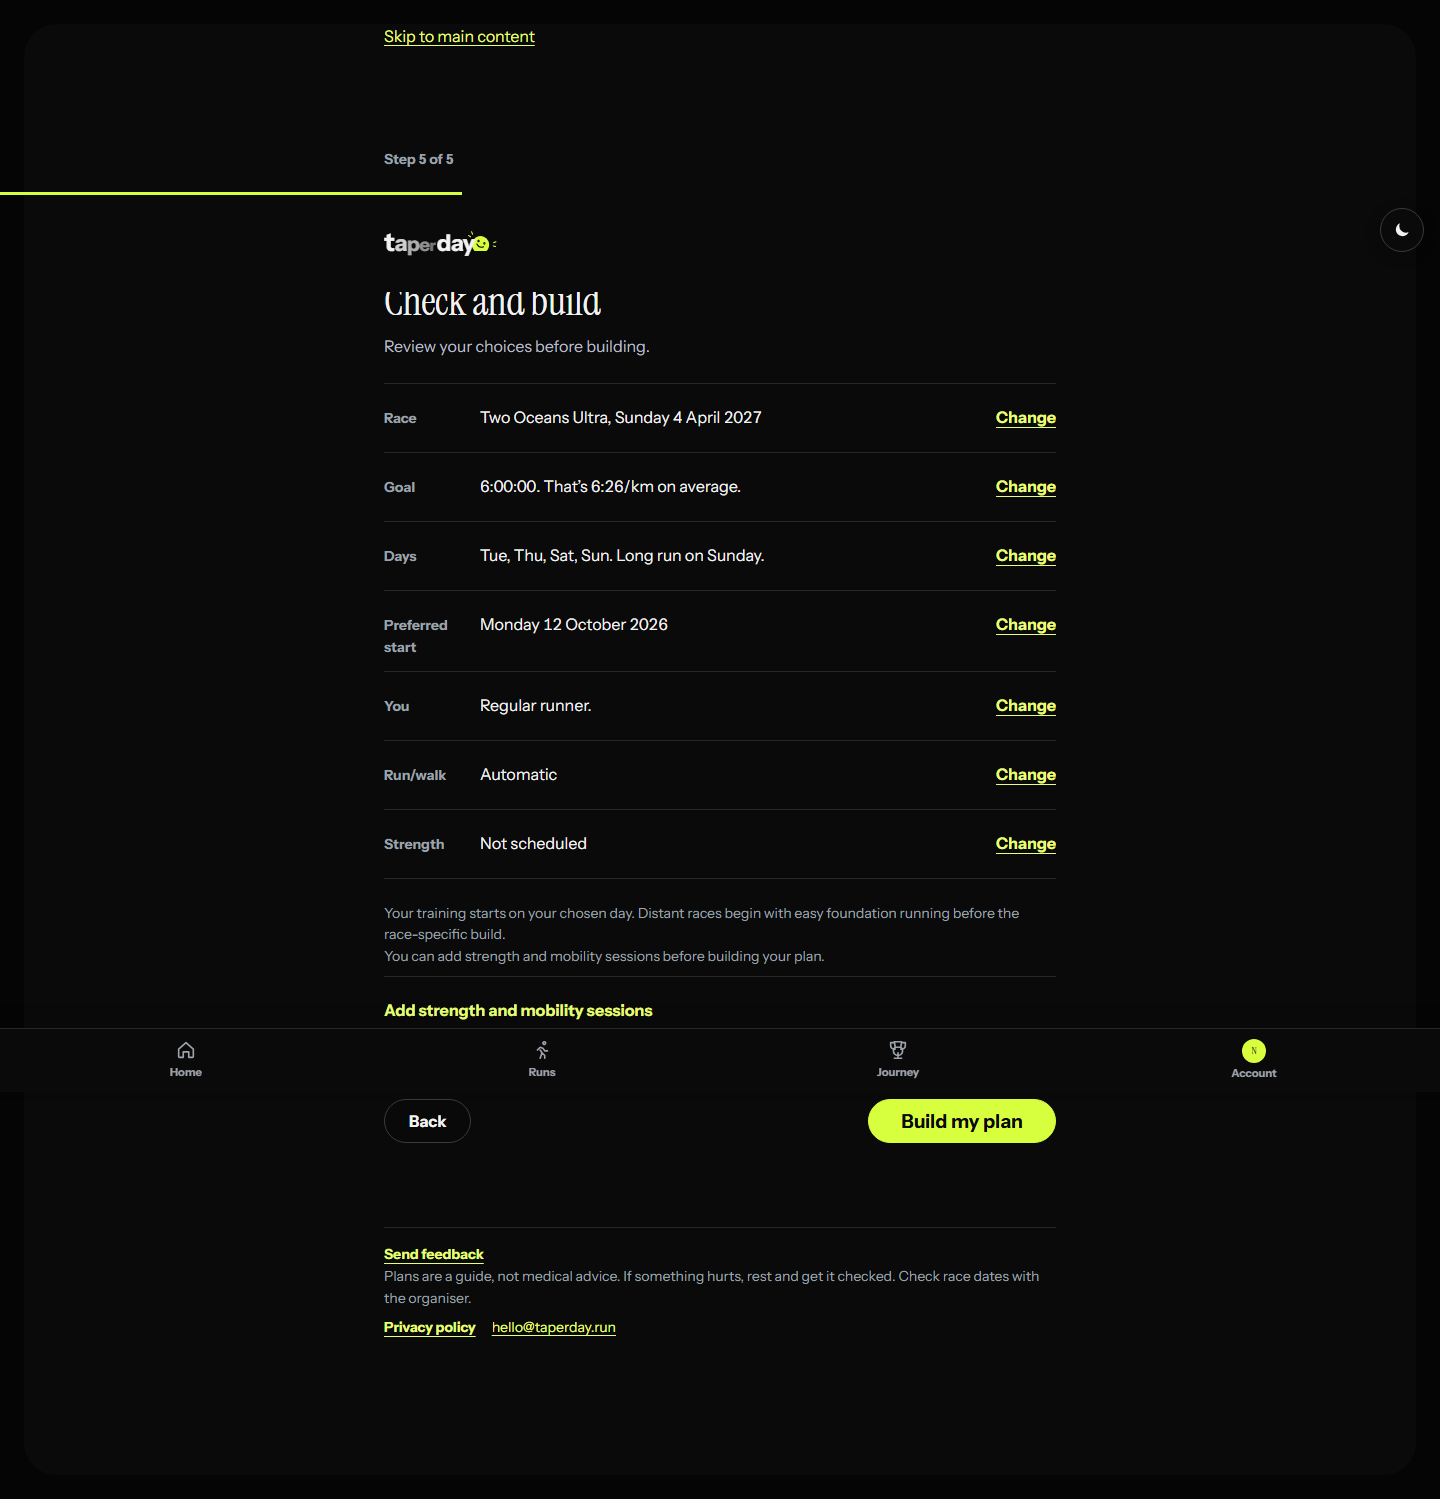 Skip to main content
Step 5 of 5
taperday
Check and build
Review your choices before building.
Race Two Oceans Ultra, Sunday 4 April 2027 Change
Goal 6:00:00. That’s 6:26/km on average. Change
Days Tue, Thu, Sat, Sun. Long run on Sunday. Change
Preferred start Monday 12 October 2026 Change
You Regular runner. Change
Run/walk Automatic Change
Strength Not scheduled Change
Your training starts on your chosen day. Distant races begin with easy foundation running before the
race-specific build.
You can add strength and mobility sessions before building your plan.
Add strength and mobility sessions
Home Runs Journey N Account
Back Build my plan
Send feedback
Plans are a guide, not medical advice. If something hurts, rest and get it checked. Check race dates with
the organiser.
Privacy policy hello@taperday.run